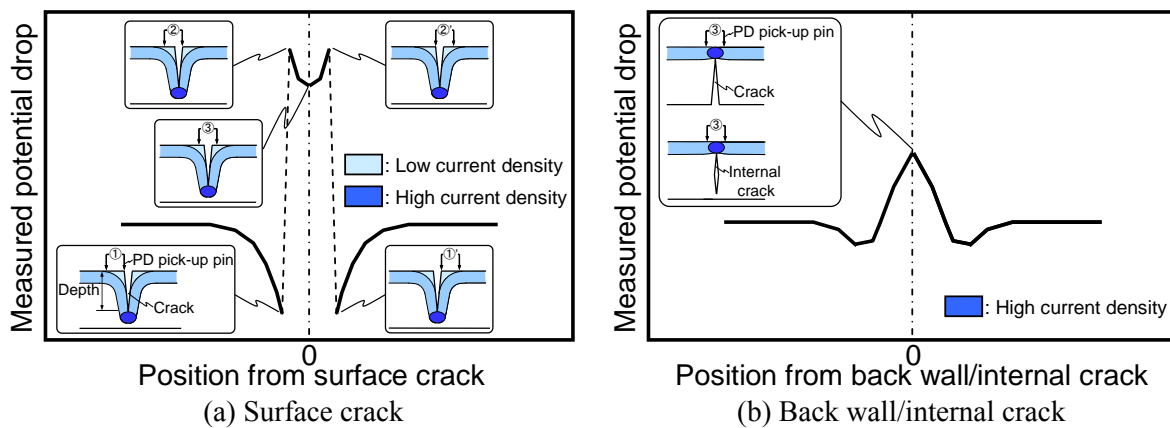 Measured potential drop
②
②'
③
: Low current density
: High current density
①
PD pick-up pin
Depth
Crack
①'
0
Position from surface crack
(a) Surface crack
Measured potential drop
③
PD pick-up pin
Crack
③
Internal
crack
: High current density
0
Position from back wall/internal crack
(b) Back wall/internal crack